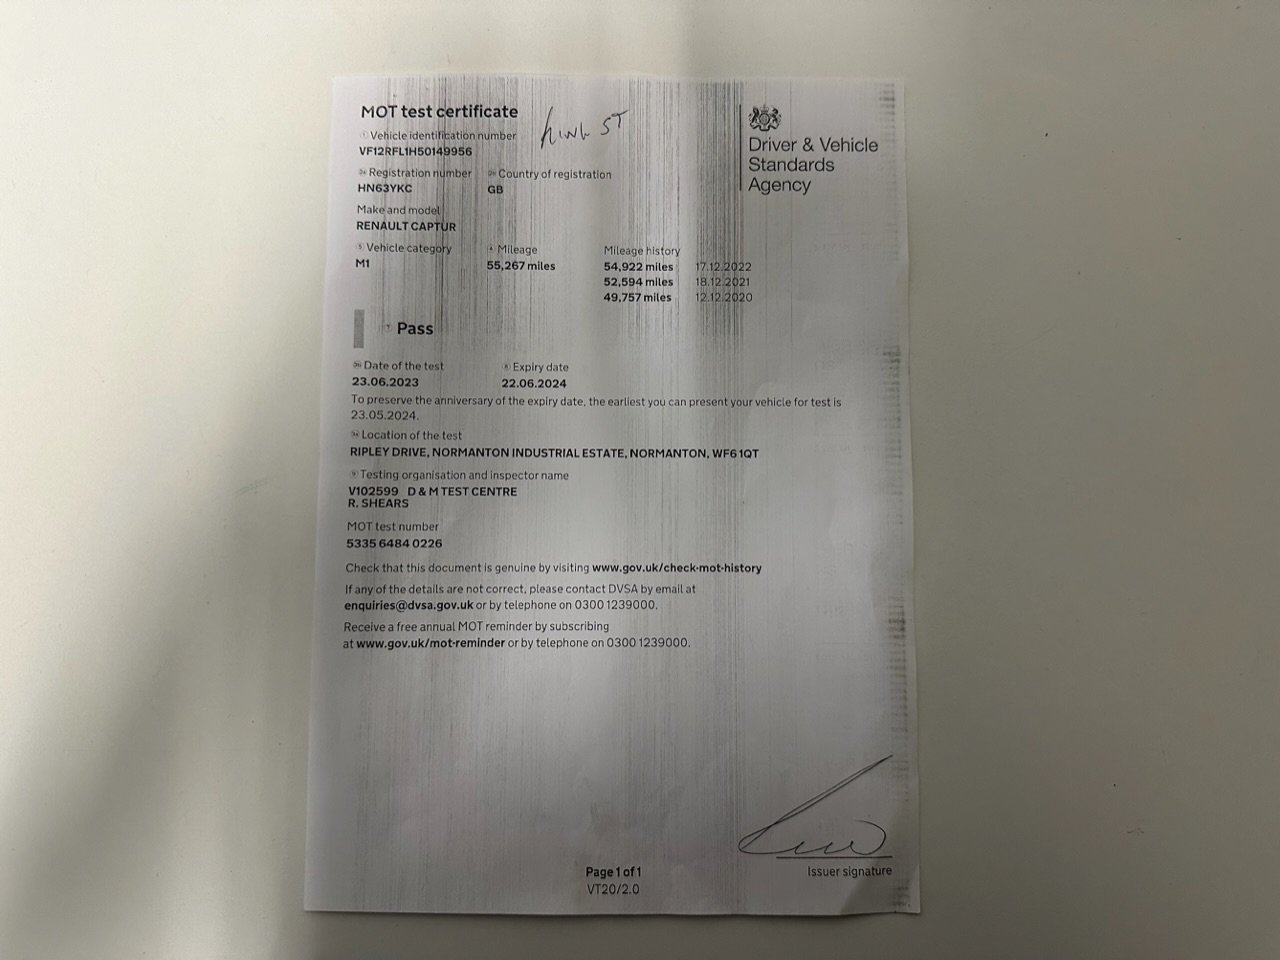 MOT test certificate
Vehicle identification number
VF12RFL1H50149956
Registration number
HN63YKC
Country of registration
GB
Make and model
RENAULT CAPTUR
Vehicle category
M1
Mileage
55,267 miles
Mileage history
54,922 miles 17.12.2022
52,594 miles 18.12.2021
49,757 miles 12.12.2020
Pass
Date of the test
23.06.2023
Expiry date
22.06.2024
To preserve the anniversary of the expiry date, the earliest you can present your vehicle for test is
23.05.2024.
Location of the test
RIPLEY DRIVE, NORMANTON INDUSTRIAL ESTATE, NORMANTON, WF6 1QT
Testing organisation and inspector name
V102599 D & M TEST CENTRE
R. SHEARS
MOT test number
5335 6484 0226
Check that this document is genuine by visiting www.gov.uk/check-mot-history
If any of the details are not correct, please contact DVSA by email at
enquiries@dvsa.gov.uk or by telephone on 0300 1239000.
Receive a free annual MOT reminder by subscribing
at www.gov.uk/mot-reminder or by telephone on 0300 1239000.
ST
Driver & Vehicle
Standards
Agency
Issuer signature
Page 1 of 1
VT20/2.0